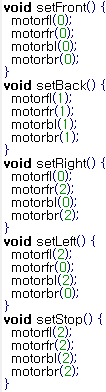 void setFront() {
motorfl(0);
motorfr(0);
motorbl(0);
motorbr(0);
}
void setBack() {
motorfl(1);
motorfr(1);
motorbl(1);
motorbr(1);
}
void setRight() {
motorfl(0);
motorfr(2);
motorbl(0);
motorbr(2);
}
void setLeft() {
motorfl(2);
motorfr(0);
motorbl(2);
motorbr(0);
}
void setStop() {
motorfl(2);
motorfr(2);
motorbl(2);
motorbr(2);
}